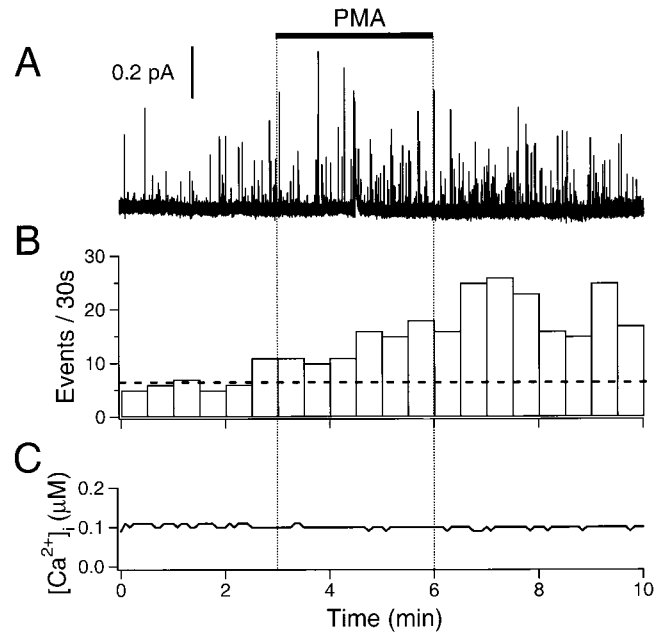 PMA
A
0.2 pA
B
30
20
10
0
Events / 30s
C
0.2
0.1
0.0
[Ca²⁺]ᵢ (μM)
0 2 4 6 8 10
Time (min)